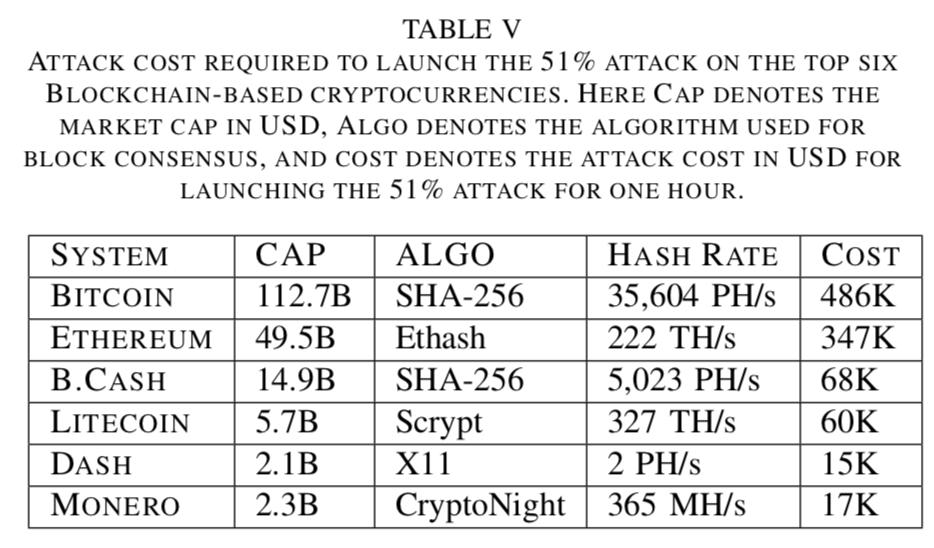 TABLE V
ATTACK COST REQUIRED TO LAUNCH THE 51% ATTACK ON THE TOP SIX
BLOCKCHAIN-BASED CRYPTOCURRENCIES. HERE CAP DENOTES THE
MARKET CAP IN USD, ALGO DENOTES THE ALGORITHM USED FOR
BLOCK CONSENSUS, AND COST DENOTES THE ATTACK COST IN USD FOR
LAUNCHING THE 51% ATTACK FOR ONE HOUR.
SYSTEM CAP ALGO HASH RATE COST
BITCOIN 112.7B SHA-256 35,604 PH/s 486K
ETHEREUM 49.5B Ethash 222 TH/s 347K
B.CASH 14.9B SHA-256 5,023 PH/s 68K
LITECOIN 5.7B Scrypt 327 TH/s 60K
DASH 2.1B X11 2 PH/s 15K
MONERO 2.3B CryptoNight 365 MH/s 17K